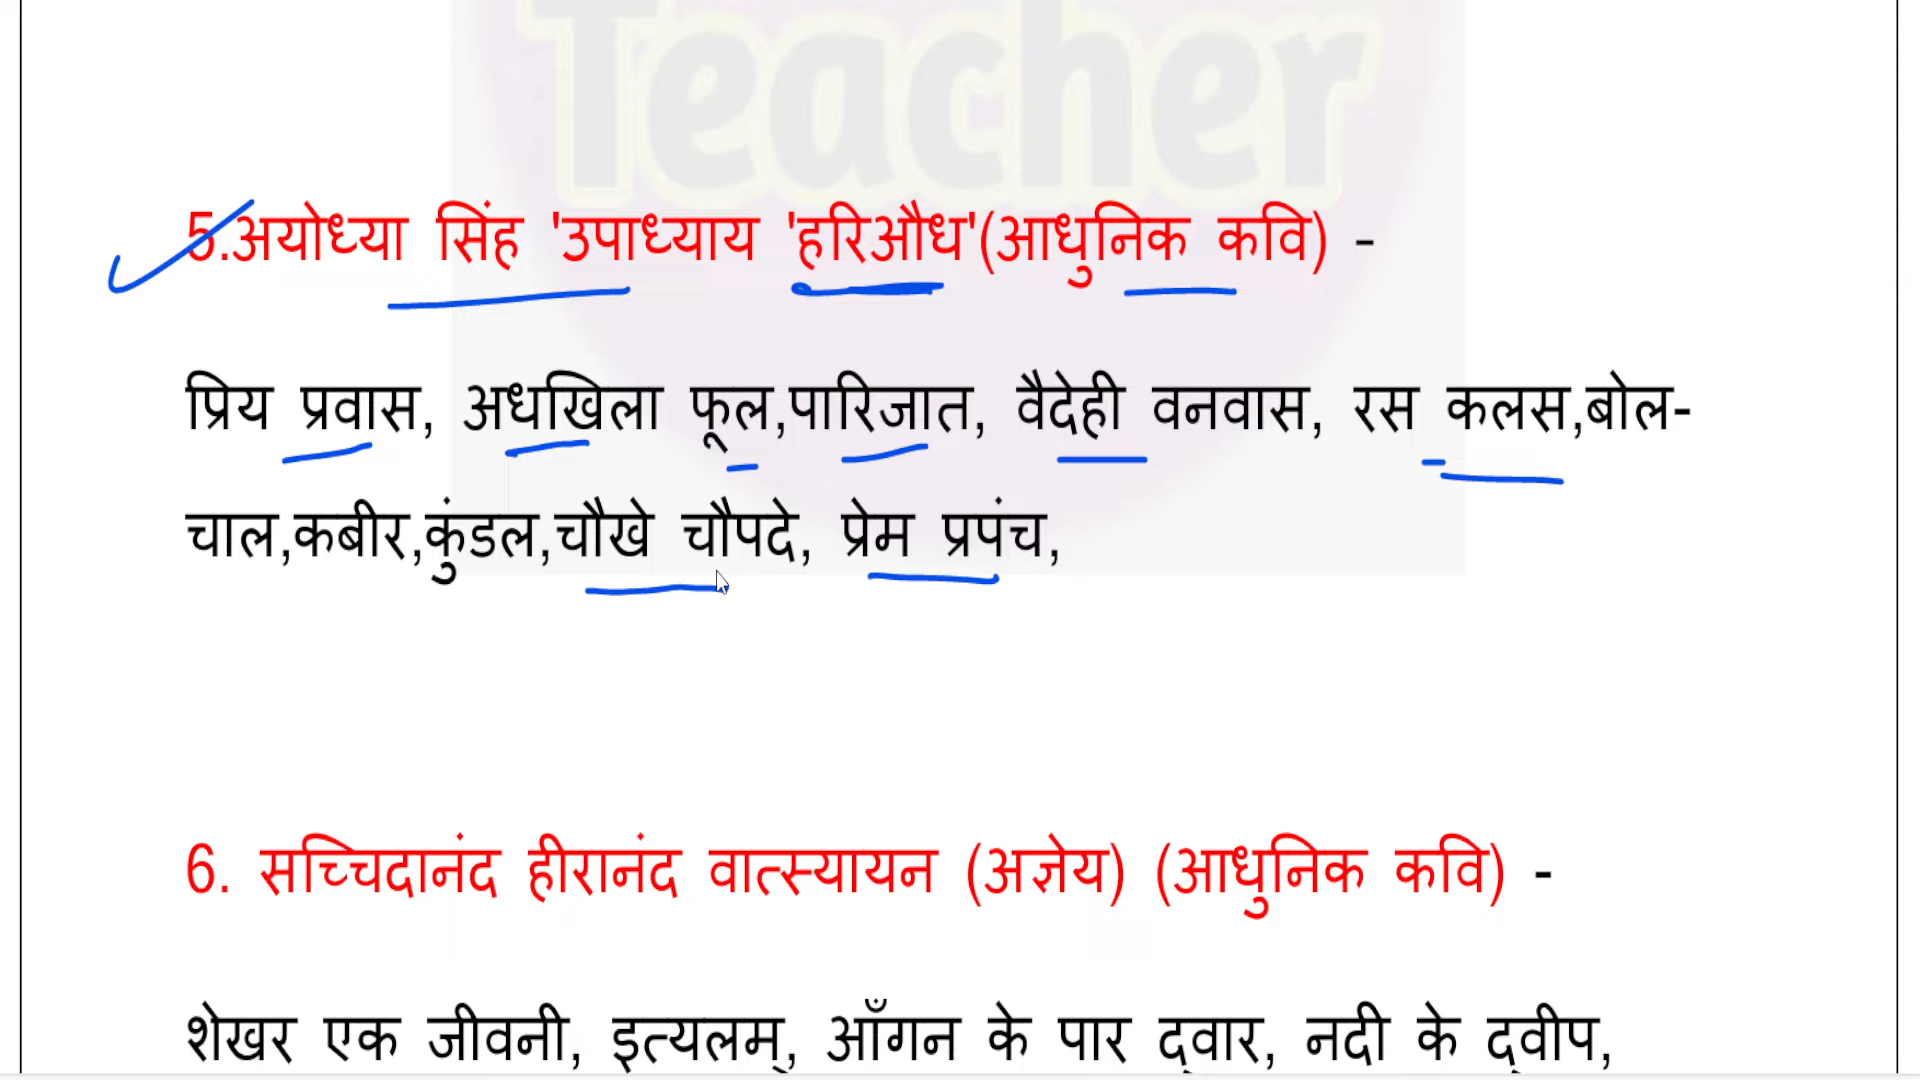 Teacher
5.अयोध्या सिंह 'उपाध्याय 'हरिऔध'(आधुनिक कवि) -
प्रिय प्रवास, अधखिला फूल,पारिजात, वैदेही वनवास, रस कलस,बोल-
चाल,कबीर,कुंडल,चौखे चौपदे, प्रेम प्रपंच,
6. सच्चिदानंद हीरानंद वात्स्यायन (अज्ञेय) (आधुनिक कवि) -
शेखर एक जीवनी, इत्यलम्, आँगन के पार द्वार, नदी के द्वीप,